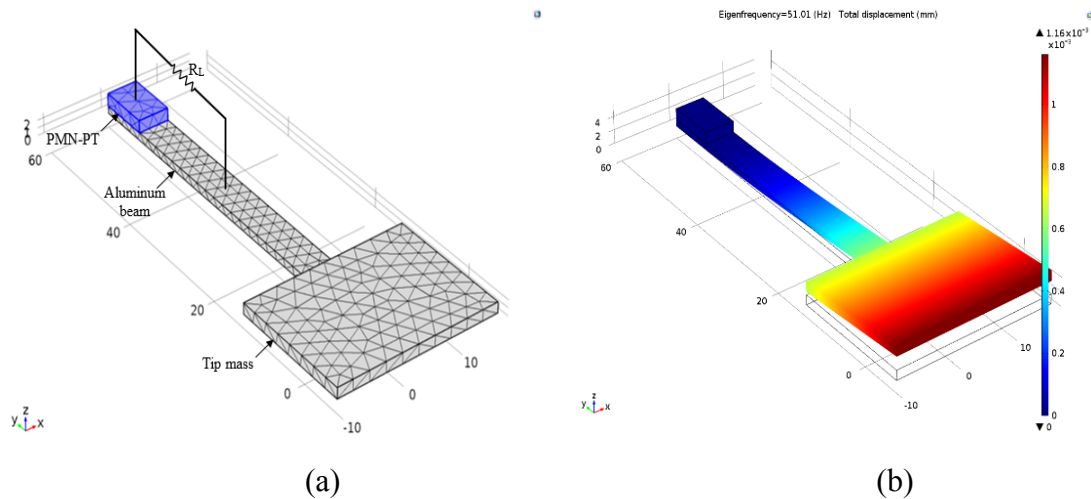 Eigenfrequency=51.01 (Hz) Total displacement (mm)
R_L
PMN-PT
Aluminum
beam
Tip mass
2
1
0
60
40
20
0
10
0
-10
y z x
4
2
0
60
40
20
0
10
0
-10
y z x
▲ 1.16×10⁻³
×10⁻³
1
0.8
0.6
0.4
0.2
0
▼ 0
(a)
(b)